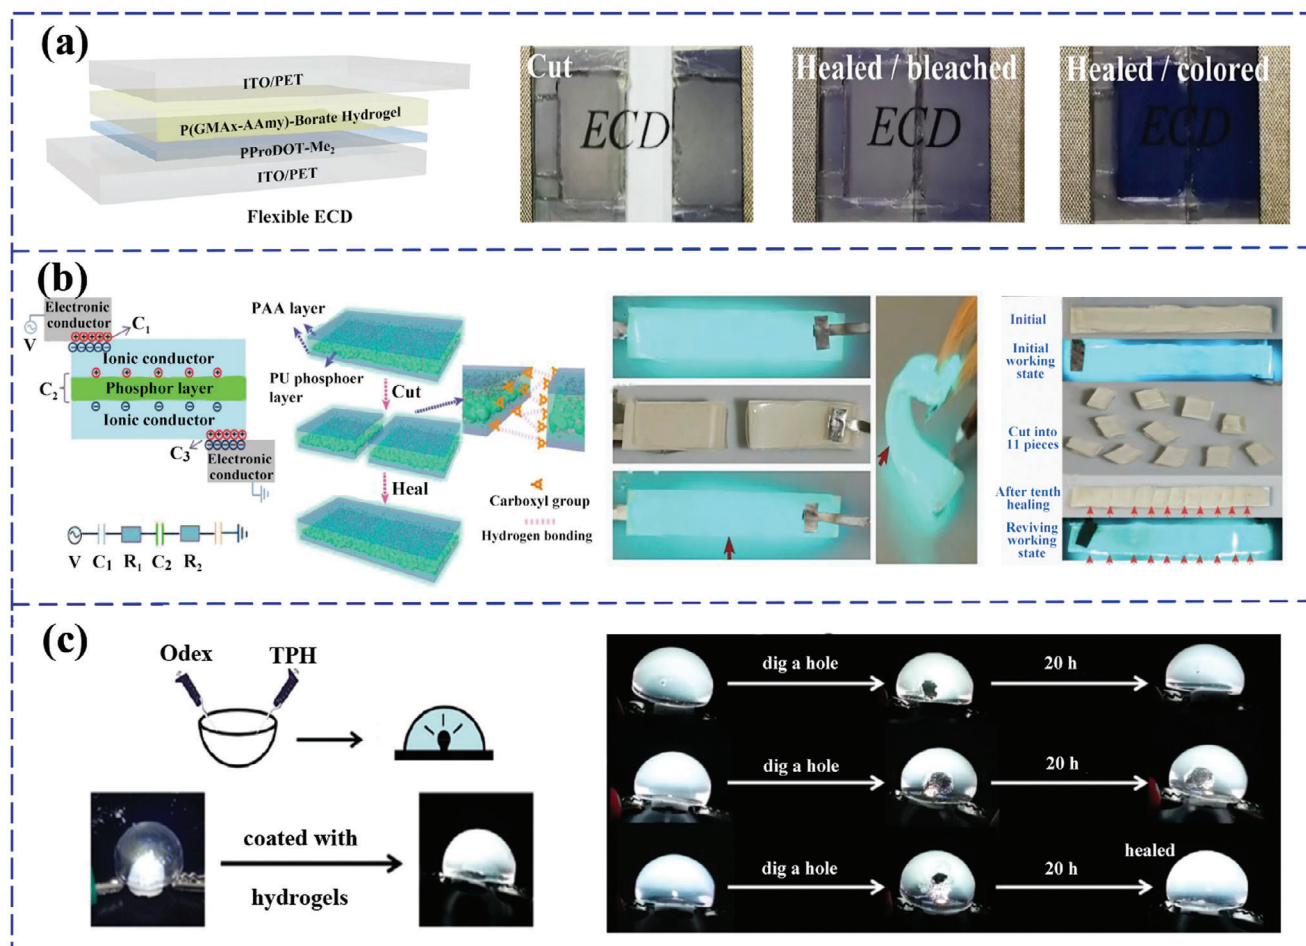 (a)
ITO/PET
P(GMAx-AAmy)-Borate Hydrogel
PProDOT-Me₂
ITO/PET
Flexible ECD
Cut
ECD
Healed / bleached
ECD
Healed / colored
ECD
(b)
Electronic
conductor
V
C₁
Ionic conductor
C₂
Phosphor layer
Ionic conductor
C₃
Electronic
conductor
V
C₁
R₁
C₂
R₂
PAA layer
PU phosphoer
layer
Cut
Heal
Carboxyl group
Hydrogen bonding
Initial
Initial
working
state
Cut into
11 pieces
After tenth
healing
Reviving
working
state
(c)
Odex
TPH
coated with
hydrogels
dig a hole
20 h
dig a hole
20 h
dig a hole
20 h
healed